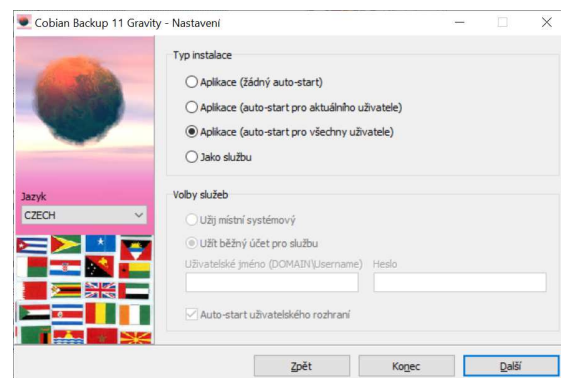 Cobian Backup 11 Gravity - Nastavení
Typ instalace
Aplikace (žádný auto-start)
Aplikace (auto-start pro aktuálního uživatele)
Aplikace (auto-start pro všechny uživatele)
Jako službu
Jazyk
CZECH
Volby služeb
Užij místní systémový
Užít běžný účet pro službu
Uživatelské jméno (DOMAIN\Username) Heslo
Auto-start uživatelského rozhraní
Zpět Konec Další